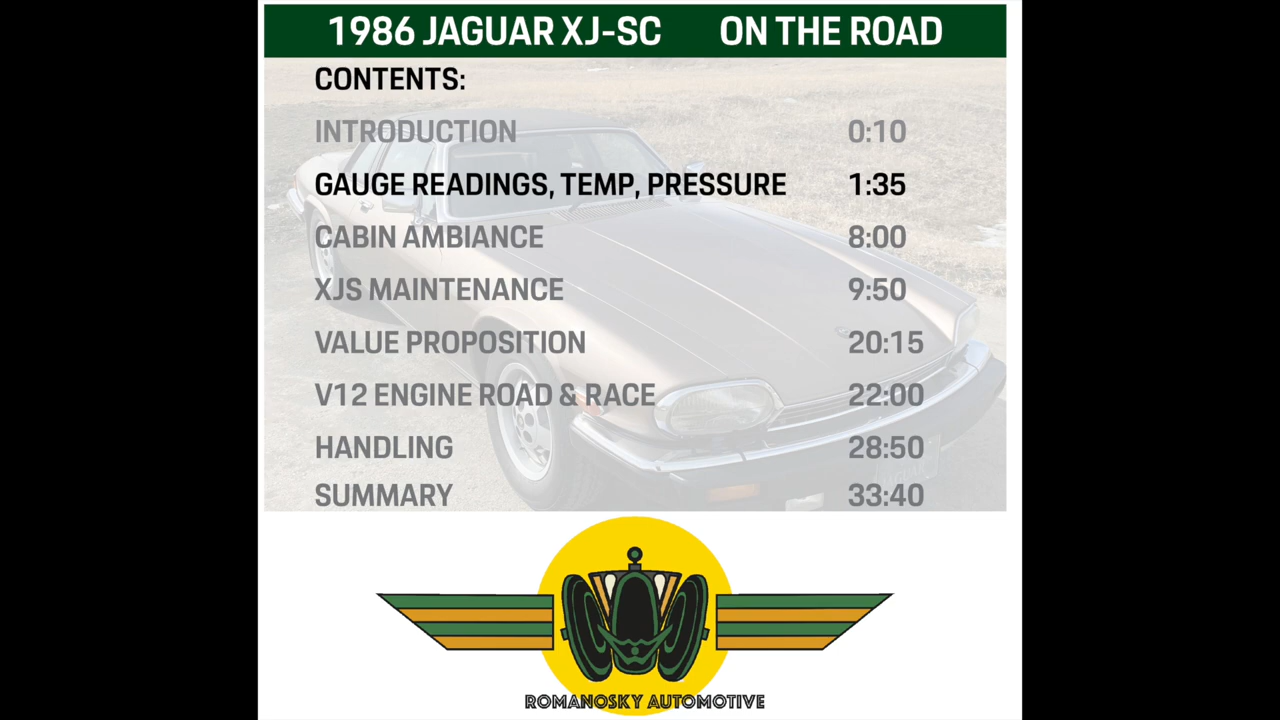 1986 JAGUAR XJ-SC ON THE ROAD
CONTENTS:
INTRODUCTION 0:10
GAUGE READINGS, TEMP, PRESSURE 1:35
CABIN AMBIANCE 8:00
XJS MAINTENANCE 9:50
VALUE PROPOSITION 20:15
V12 ENGINE ROAD & RACE 22:00
HANDLING 28:50
SUMMARY 33:40
ROMANOSKY AUTOMOTIVE